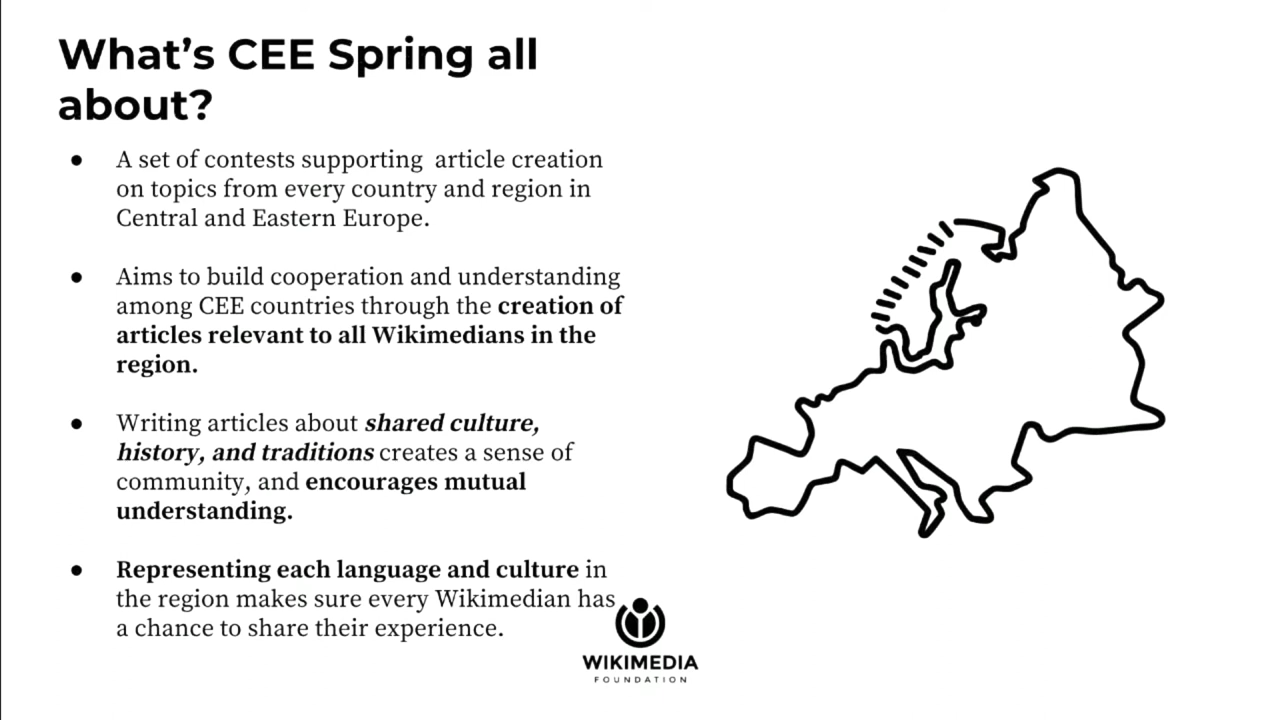 What's CEE Spring all
about?
● A set of contests supporting  article creation
on topics from every country and region in
Central and Eastern Europe.
● Aims to build cooperation and understanding
among CEE countries through the creation of
articles relevant to all Wikimedians in the
region.
● Writing articles about shared culture,
history, and traditions creates a sense of
community, and encourages mutual
understanding.
● Representing each language and culture in
the region makes sure every Wikimedian has
a chance to share their experience.
WIKIMEDIA
FOUNDATION